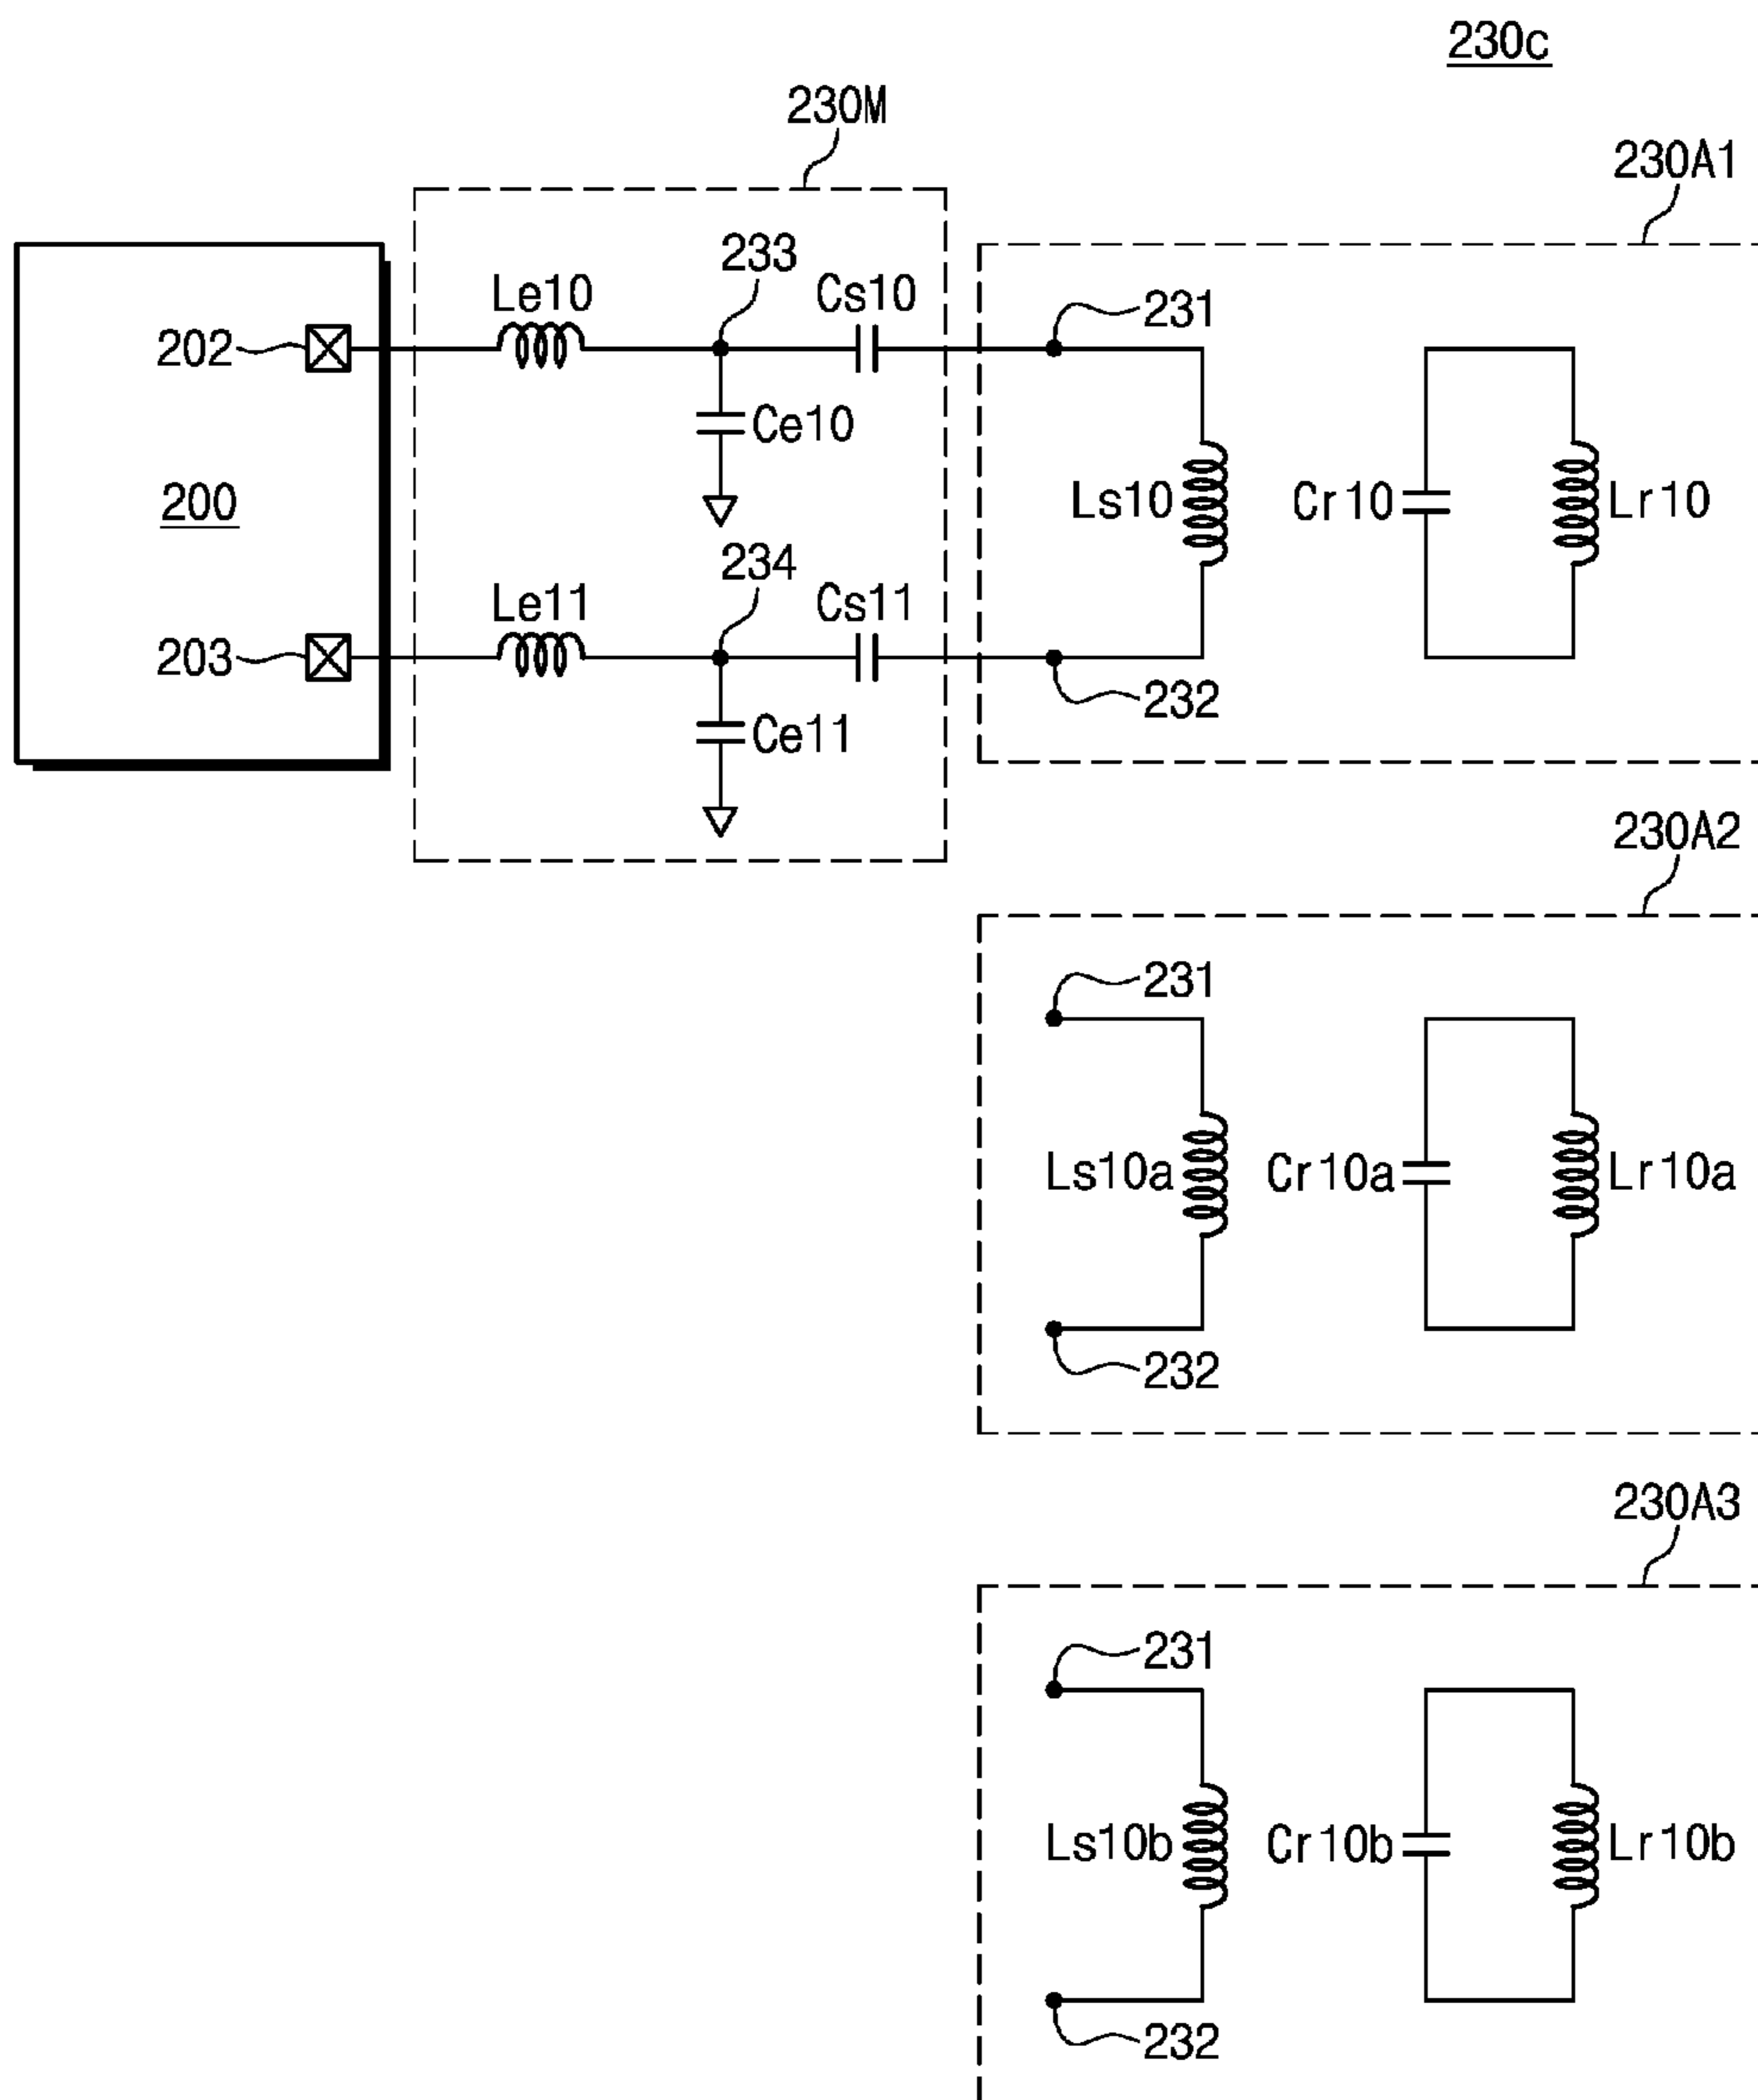 230c
230M
230A1
233
Le10
Cs10
231
202
Ce10
200
Ls10
Cr10
Lr10
234
Le11
Cs11
203
232
Ce11
230A2
231
Ls10a
Cr10a
Lr10a
232
230A3
231
Ls10b
Cr10b
Lr10b
232